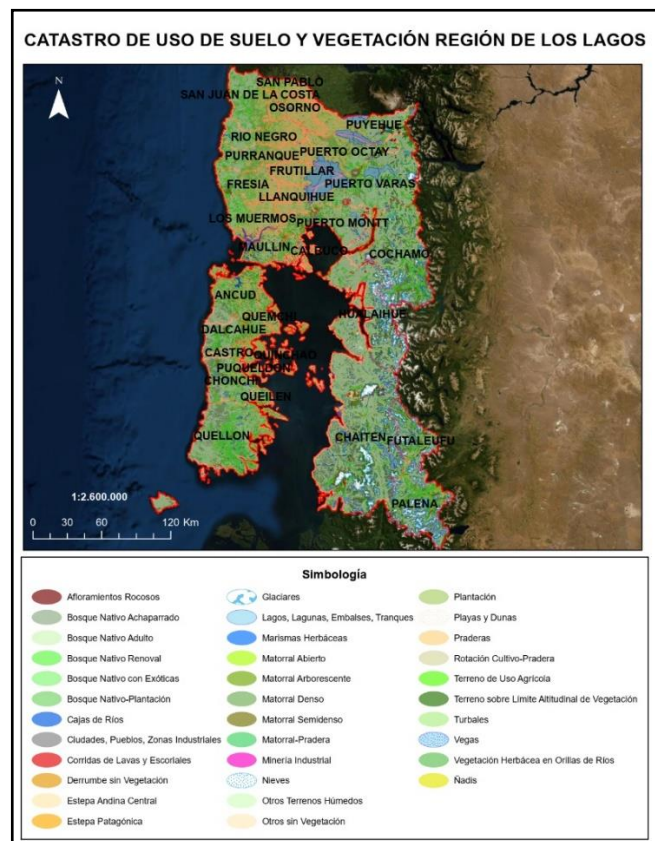 CATASTRO DE USO DE SUELO Y VEGETACIÓN REGIÓN DE LOS LAGOS
N
SAN PABLO
SAN JUAN DE LA COSTA
OSORNO
PUYEHUE
RIO NEGRO
PUERTO OCTAY
PURRANQUE
FRUTILLAR
FRESIA
PUERTO VARAS
LLANQUIHUE
LOS MUERMOS
PUERTO MONTT
MAULLIN
CALBUCO
COCHAMO
ANCUD
HUALAIHUE
QUEMCHI
DALCAHUE
CASTRO
QUINCHAO
PUQUELDON
CHONCHI
QUEILEN
QUELLON
CHAITEN
FUTALEUFU
PALENA
1:2.600.000
0 30 60 120 Km
Simbología
Afloramientos Rocosos
Bosque Nativo Achaparrado
Bosque Nativo Adulto
Bosque Nativo Renoval
Bosque Nativo con Exóticas
Bosque Nativo-Plantación
Cajas de Ríos
Ciudades, Pueblos, Zonas Industriales
Corridas de Lavas y Escoriales
Derrumbe sin Vegetación
Estepa Andina Central
Estepa Patagónica
Glaciares
Lagos, Lagunas, Embalses, Tranques
Marismas Herbáceas
Matorral Abierto
Matorral Arborescente
Matorral Denso
Matorral Semidenso
Matorral-Pradera
Minería Industrial
Nieves
Otros Terrenos Húmedos
Otros sin Vegetación
Plantación
Playas y Dunas
Praderas
Rotación Cultivo-Pradera
Terreno de Uso Agrícola
Terreno sobre Límite Altitudinal de Vegetación
Turbales
Vegas
Vegetación Herbácea en Orillas de Ríos
Ñadis